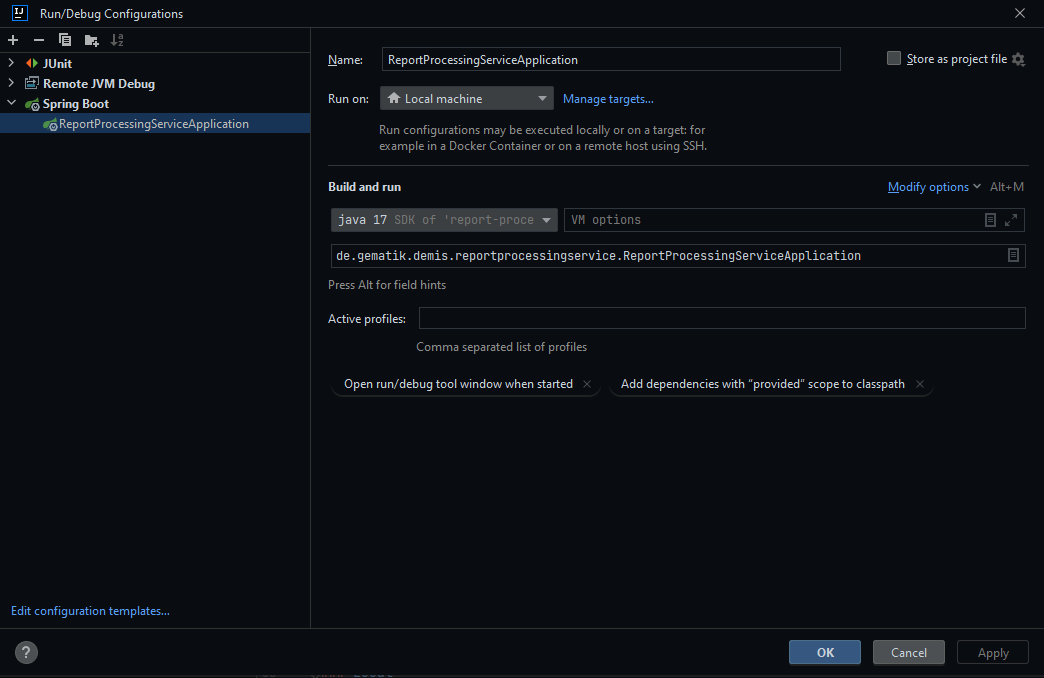 Run/Debug Configurations
JUnit
Remote JVM Debug
Spring Boot
ReportProcessingServiceApplication
Edit configuration templates...
Name:
ReportProcessingServiceApplication
Store as project file
Run on:
Local machine
Manage targets...
Run configurations may be executed locally or on a target: for
example in a Docker Container or on a remote host using SSH.
Build and run
Modify options
Alt+M
java 17 SDK of 'report-proce
VM options
de.gematik.demis.reportprocessingservice.ReportProcessingServiceApplication
Press Alt for field hints
Active profiles:
Comma separated list of profiles
Open run/debug tool window when started
Add dependencies with “provided” scope to classpath
?
OK
Cancel
Apply